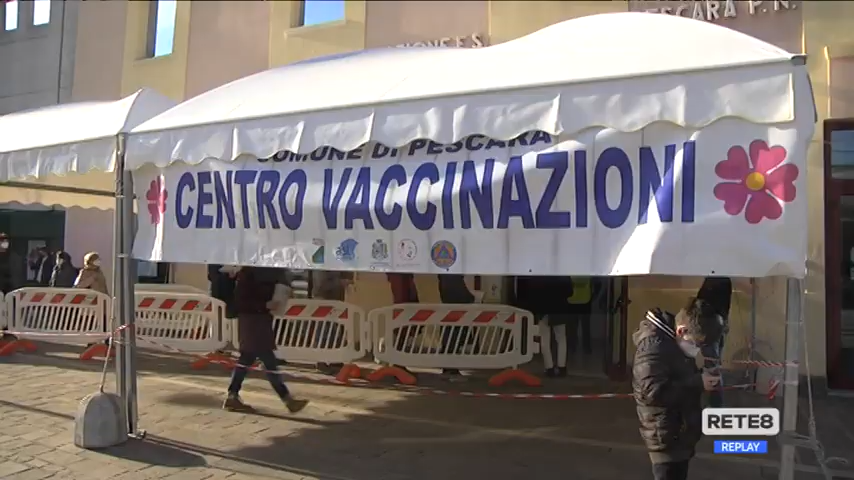 PESCARA P.N.
COMUNE DI PESCARA
CENTRO VACCINAZIONI
RETE8
REPLAY